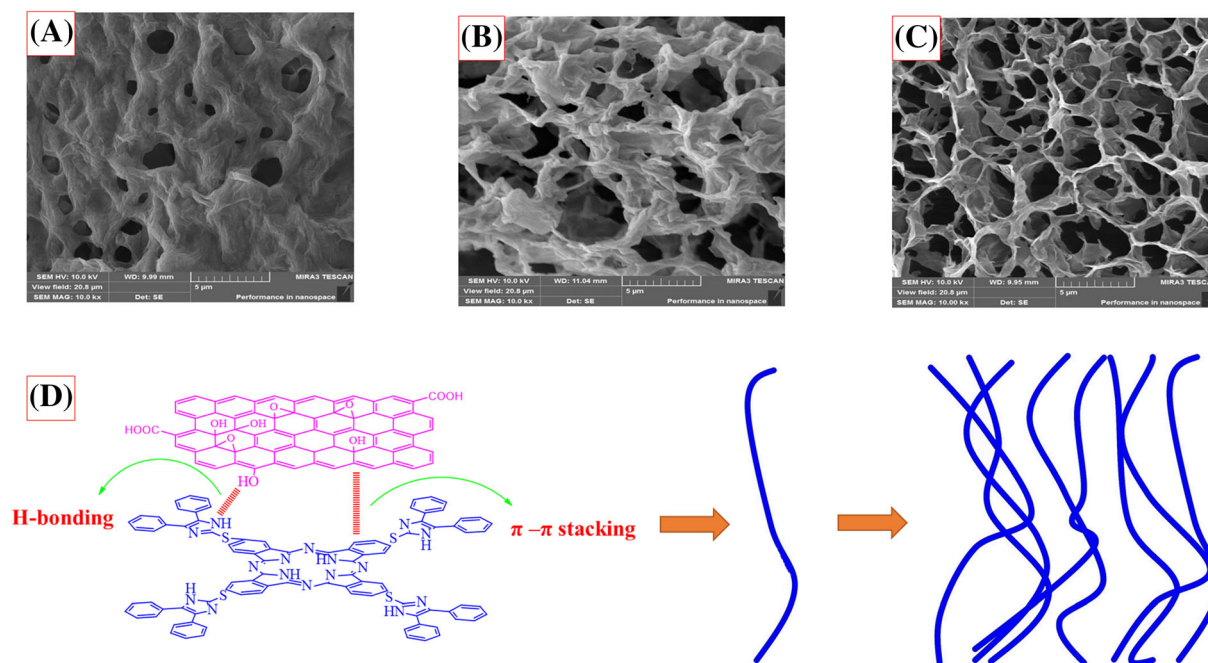 (A)
SEM HV: 10.0 kV WD: 9.99 mm MIRA3 TESCAN
View field: 20.8 µm 5 µm
SEM MAG: 10.0 kx Det: SE Performance in nanospace
(B)
SEM HV: 10.0 kV WD: 11.04 mm MIRA3 TESCAN
View field: 20.8 µm 5 µm
SEM MAG: 10.0 kx Det: SE Performance in nanospace
(C)
SEM HV: 10.0 kV WD: 9.95 mm MIRA3 TESC
View field: 20.8 µm 5 µm
SEM MAG: 10.00 kx Det: SE Performance in nanospace
(D)
COOH
O O
OH OH
HOOC O OH
HO
H-bonding
π –π stacking
NH N
N S S N
H
N HN N
N NH N N
N N
H
N N
N S S HN